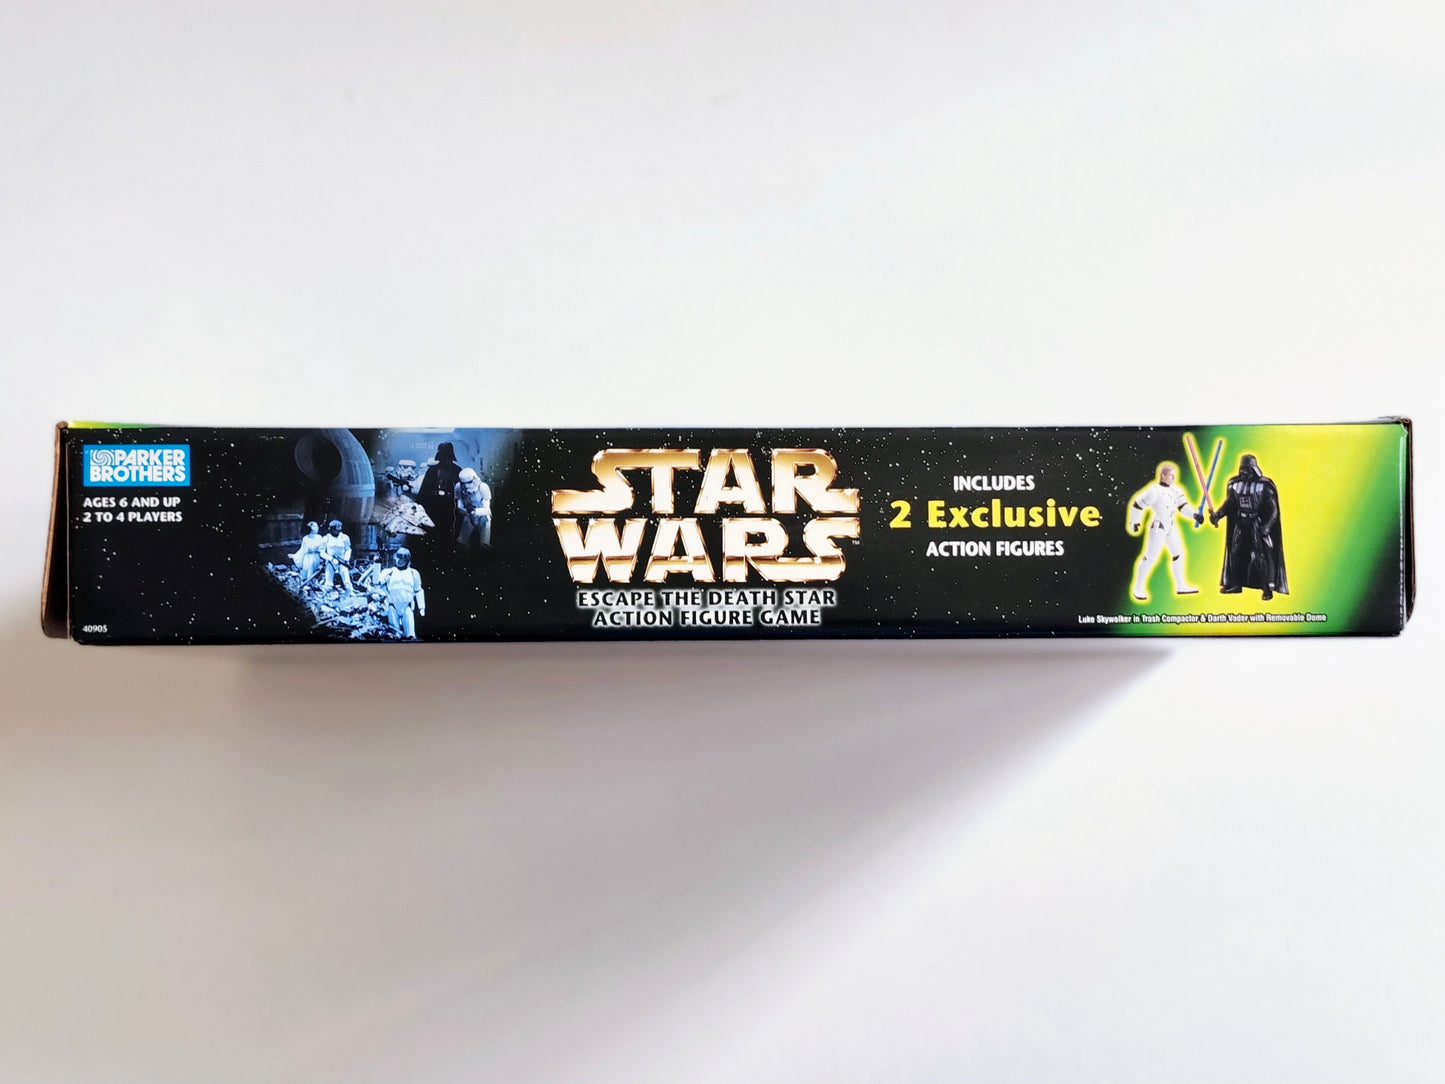 PARKER
BROTHERS
®
AGES 6 AND UP
2 TO 4 PLAYERS
40905
STAR
WARS
™
ESCAPE THE DEATH STAR
ACTION FIGURE GAME
INCLUDES
2 Exclusive
ACTION FIGURES
Luke Skywalker in Trash Compactor & Darth Vader with Removable Dome